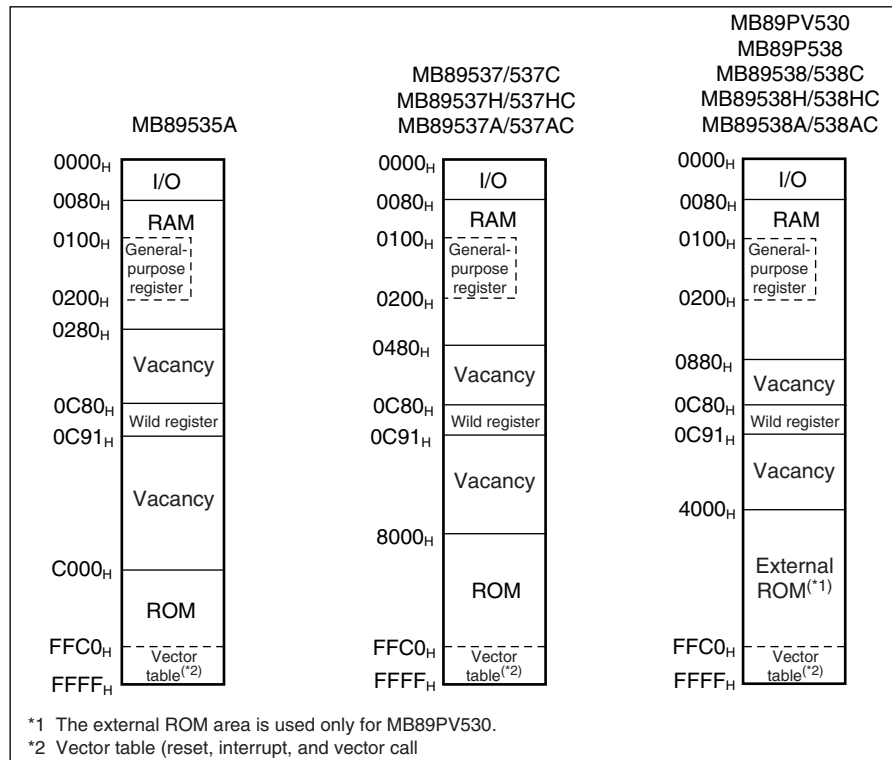 MB89535A
0000H
I/O
0080H
RAM
0100H
General-
purpose
register
0200H
0280H
Vacancy
0C80H
Wild register
0C91H
Vacancy
C000H
ROM
FFC0H
Vector
table(*2)
FFFFH
MB89537/537C
MB89537H/537HC
MB89537A/537AC
0000H
I/O
0080H
RAM
0100H
General-
purpose
register
0200H
0480H
Vacancy
0C80H
Wild register
0C91H
Vacancy
8000H
ROM
FFC0H
Vector
table(*2)
FFFFH
MB89PV530
MB89P538
MB89538/538C
MB89538H/538HC
MB89538A/538AC
0000H
I/O
0080H
RAM
0100H
General-
purpose
register
0200H
0880H
Vacancy
0C80H
Wild register
0C91H
Vacancy
4000H
External
ROM(*1)
FFC0H
Vector
table(*2)
FFFFH
*1 The external ROM area is used only for MB89PV530.
*2 Vector table (reset, interrupt, and vector call